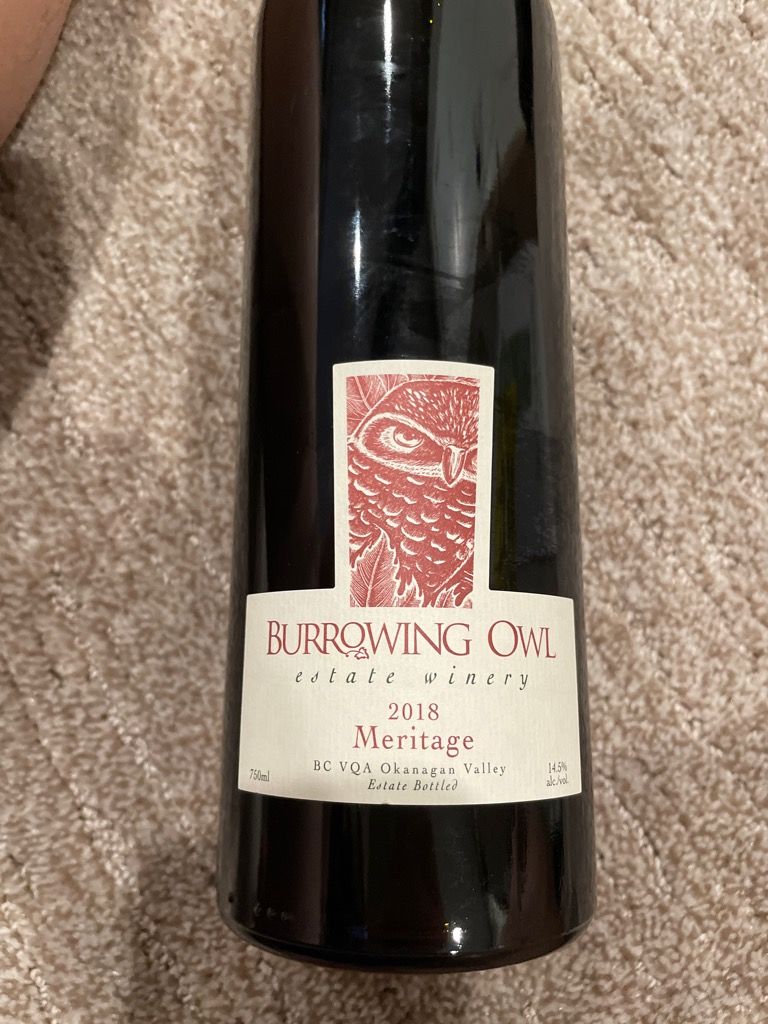 BURROWING OWL
estate winery
2018
Meritage
BC VQA Okanagan Valley
Estate Bottled
750ml
14.5%
alc./vol.